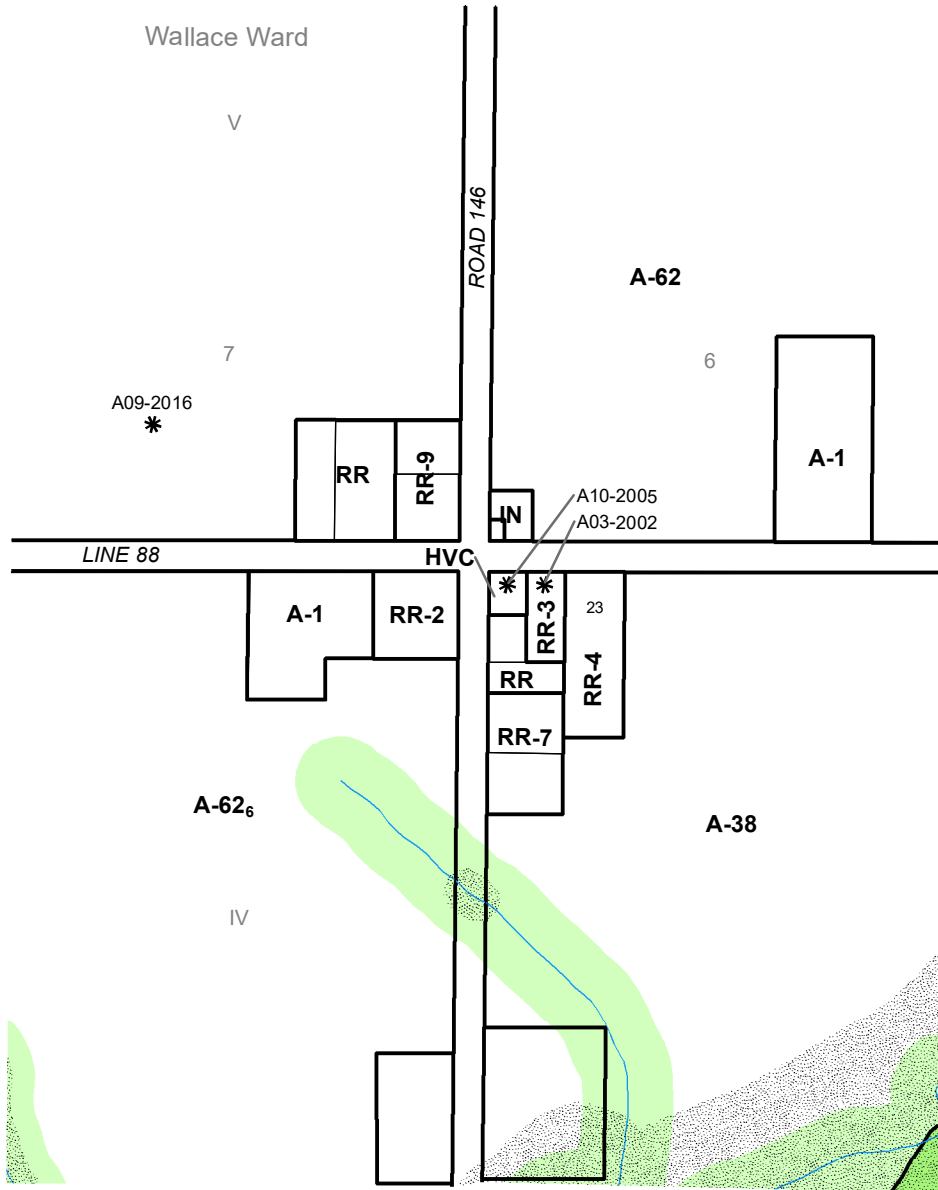 Wallace Ward
V
ROAD 146
A-62
7
6
A09-2016
RR
RR-9
A-1
A10-2005
IN
A03-2002
LINE 88
HVC
A-1
RR-2
RR-3
23
RR-4
RR
RR-7
A-62₆
A-38
IV